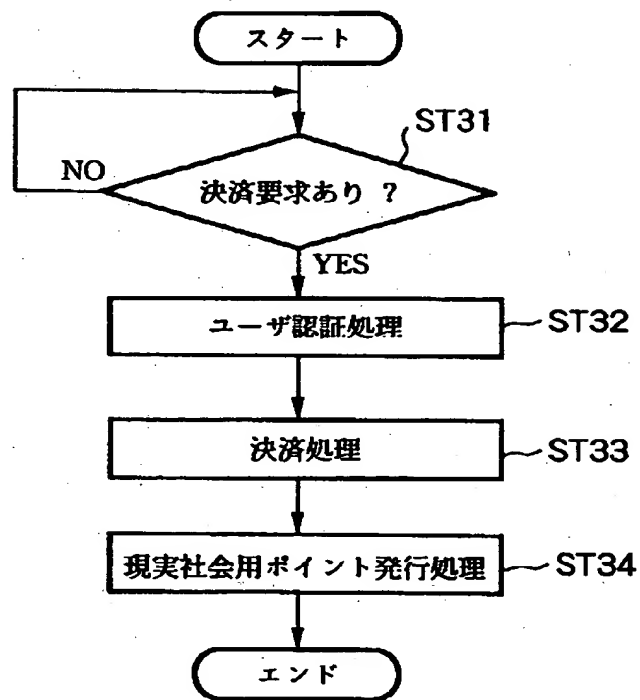 スタート
ST31
NO
決済要求あり ?
YES
ユーザ認証処理
ST32
決済処理
ST33
現実社会用ポイント発行処理
ST34
エンド